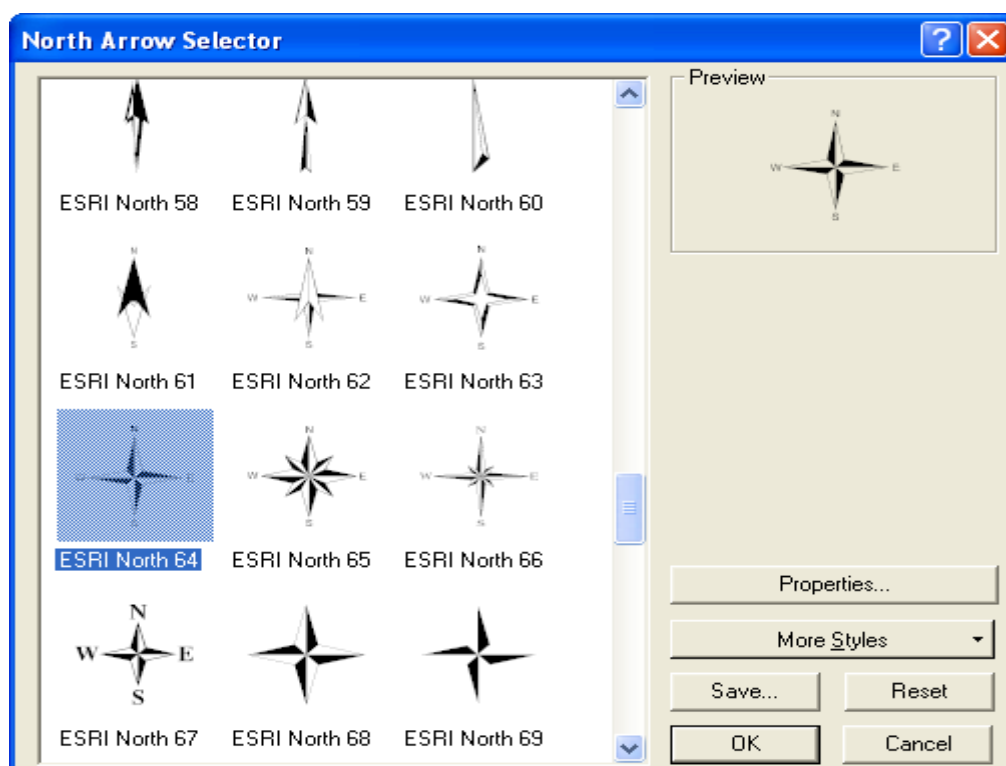 North Arrow Selector
Preview
N
W E
S
ESRI North 58 ESRI North 59 ESRI North 60
N N N
W E W E
S S S
ESRI North 61 ESRI North 62 ESRI North 63
N N N
W E W E W E
S S S
ESRI North 64 ESRI North 65 ESRI North 66
N
W E
S
ESRI North 67 ESRI North 68 ESRI North 69
Properties...
More Styles
Save... Reset
OK Cancel